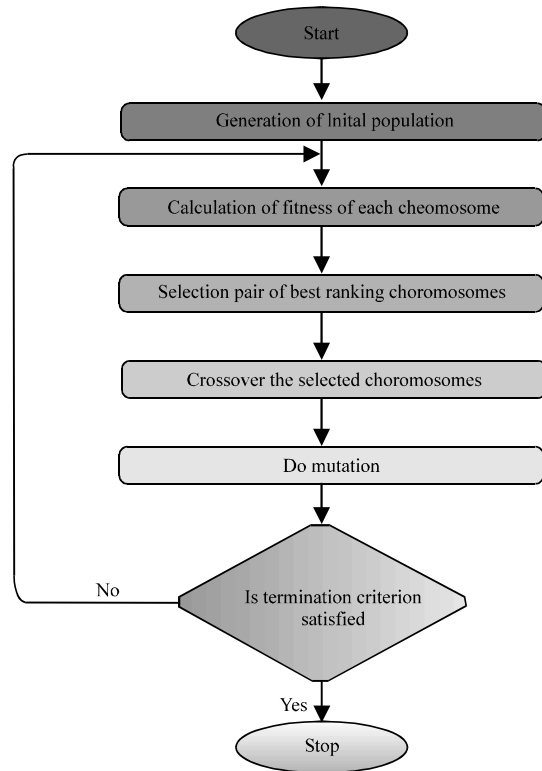 Start
Generation of Inital population
Calculation of fitness of each cheomosome
Selection pair of best ranking choromosomes
Crossover the selected choromosomes
Do mutation
Is termination criterion
satisfied
No
Yes
Stop